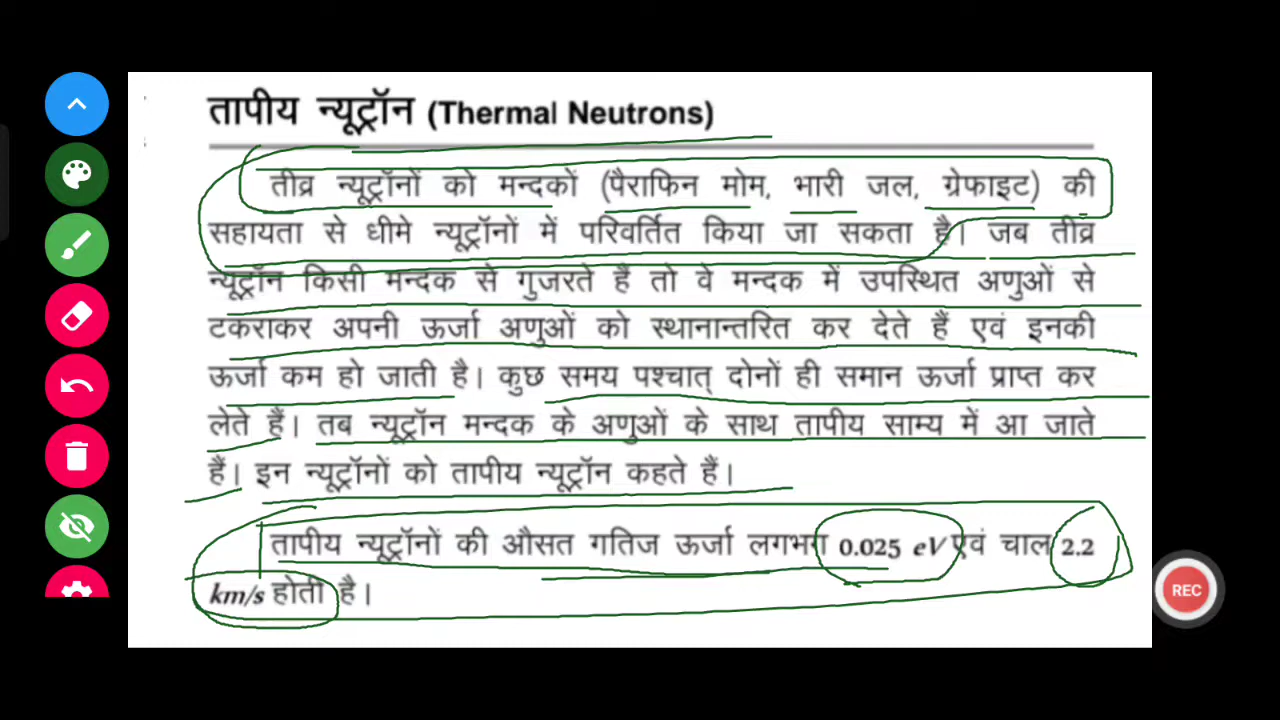 तापीय न्यूट्रॉन (Thermal Neutrons)
तीव्र न्यूट्रॉनों को मन्दकों (पैराफिन मोम, भारी जल, ग्रेफाइट) की
सहायता से धीमे न्यूट्रॉनों में परिवर्तित किया जा सकता है। जब तीव्र
न्यूट्रॉन किसी मन्दक से गुजरते है तो वे मन्दक में उपस्थित अणुओं से
टकराकर अपनी ऊर्जा अणुओं को स्थानान्तरित कर देते हैं एवं इनकी
ऊर्जा कम हो जाती है। कुछ समय पश्चात् दोनों ही समान ऊर्जा प्राप्त कर
लेते हैं। तब न्यूट्रॉन मन्दक के अणुओं के साथ तापीय साम्य में आ जाते
हैं। इन न्यूट्रॉनों को तापीय न्यूट्रॉन कहते हैं।
तापीय न्यूट्रॉनों की औसत गतिज ऊर्जा लगभग 0.025 eV एवं चाल 2.2
km/s होती है।
REC